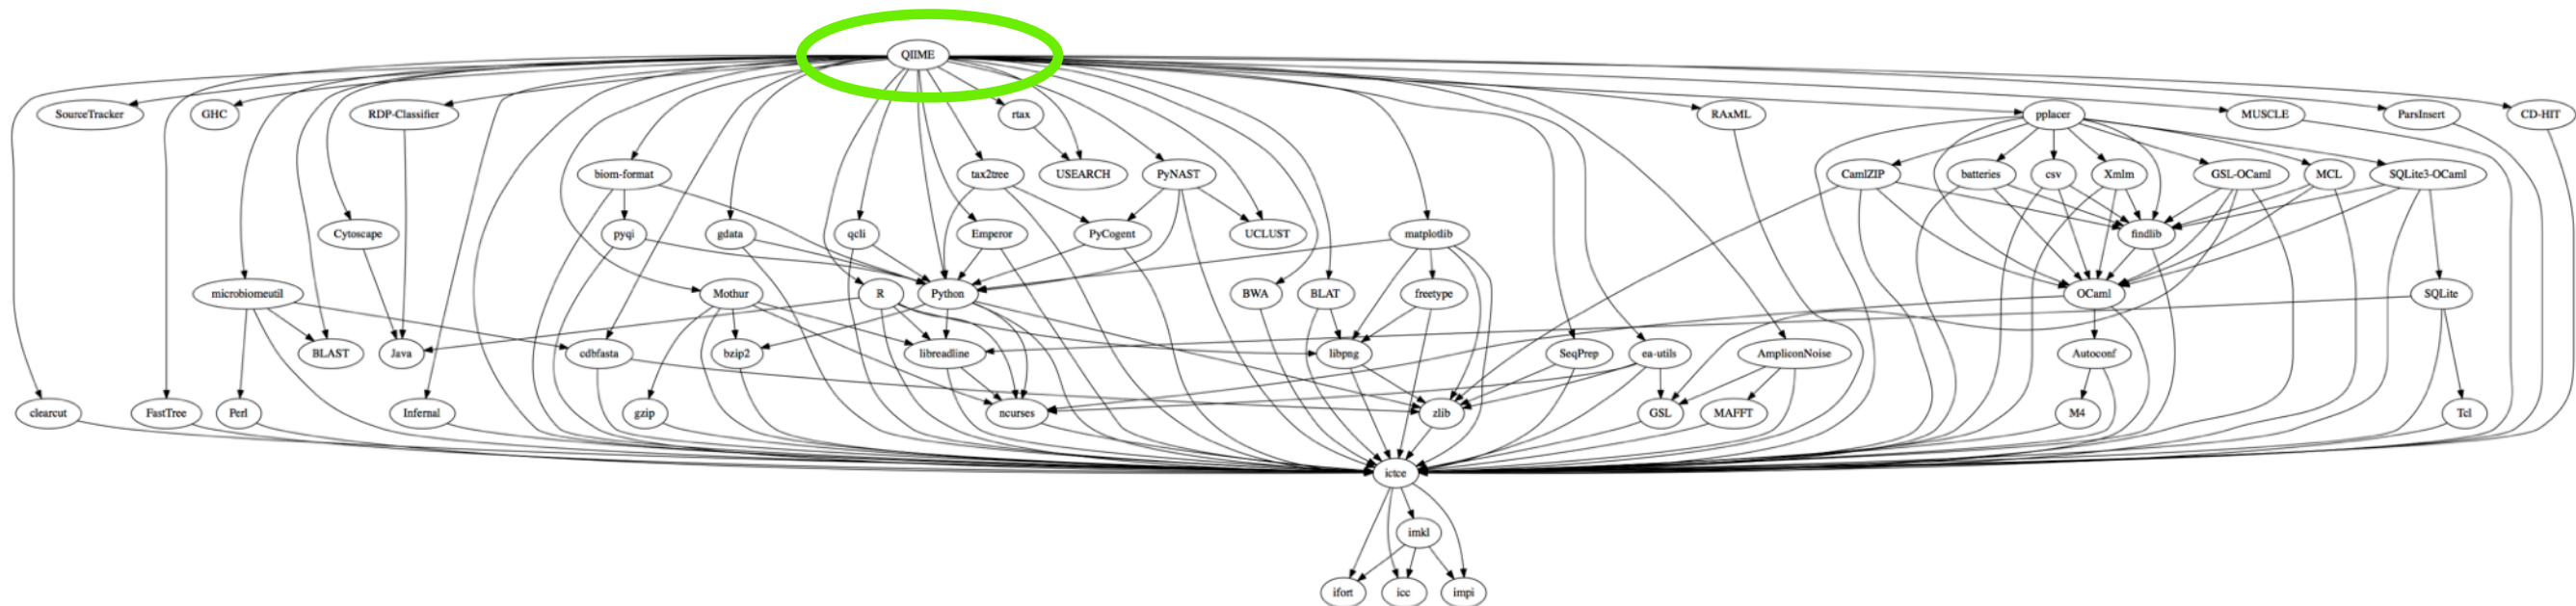 QIIME
SourceTracker
GHC
RDP-Classifier
rtax
RAxML
pplacer
MUSCLE
ParsInsert
CD-HIT
biom-format
tax2tree
USEARCH
PyNAST
CamlZIP
batteries
csv
Xmlm
GSL-OCaml
MCL
SQLite3-OCaml
Cytoscape
pyqi
gdata
qcli
Emperor
PyCogent
UCLUST
matplotlib
findlib
microbiomeutil
Mothur
R
Python
BWA
BLAT
freetype
OCaml
SQLite
BLAST
Java
cdbfasta
bzip2
libreadline
libpng
SeqPrep
ea-utils
AmpliconNoise
Autoconf
clearcut
FastTree
Perl
Infernal
gzip
ncurses
zlib
GSL
MAFFT
M4
Tcl
ictce
imkl
ifort
icc
impi